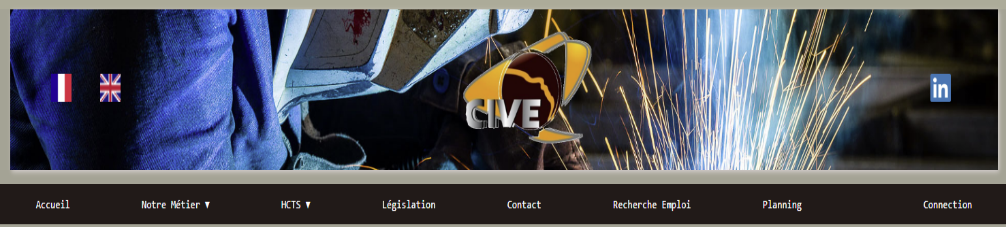 CIVE
in
Accueil Notre Métier ▼ HCTS ▼ Législation Contact Recherche Emploi Planning Connection